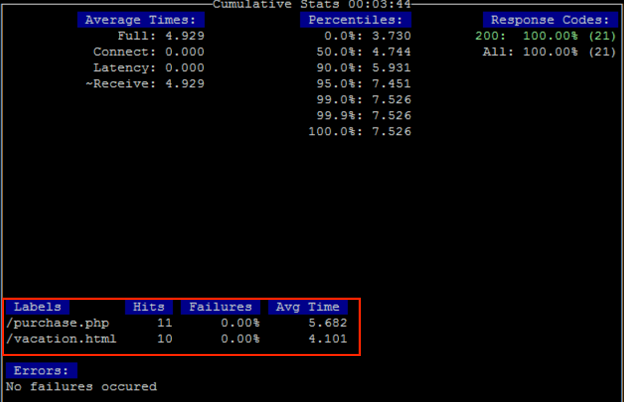 Cumulative Stats 00:03:44
Average Times: Percentiles: Response Codes:
Full: 4.929 0.0%: 3.730 200: 100.00% (21)
Connect: 0.000 50.0%: 4.744 All: 100.00% (21)
Latency: 0.000 90.0%: 5.931
~Receive: 4.929 95.0%: 7.451
99.0%: 7.526
99.9%: 7.526
100.0%: 7.526
Labels Hits Failures Avg Time
/purchase.php 11 0.00% 5.682
/vacation.html 10 0.00% 4.101
Errors:
No failures occured